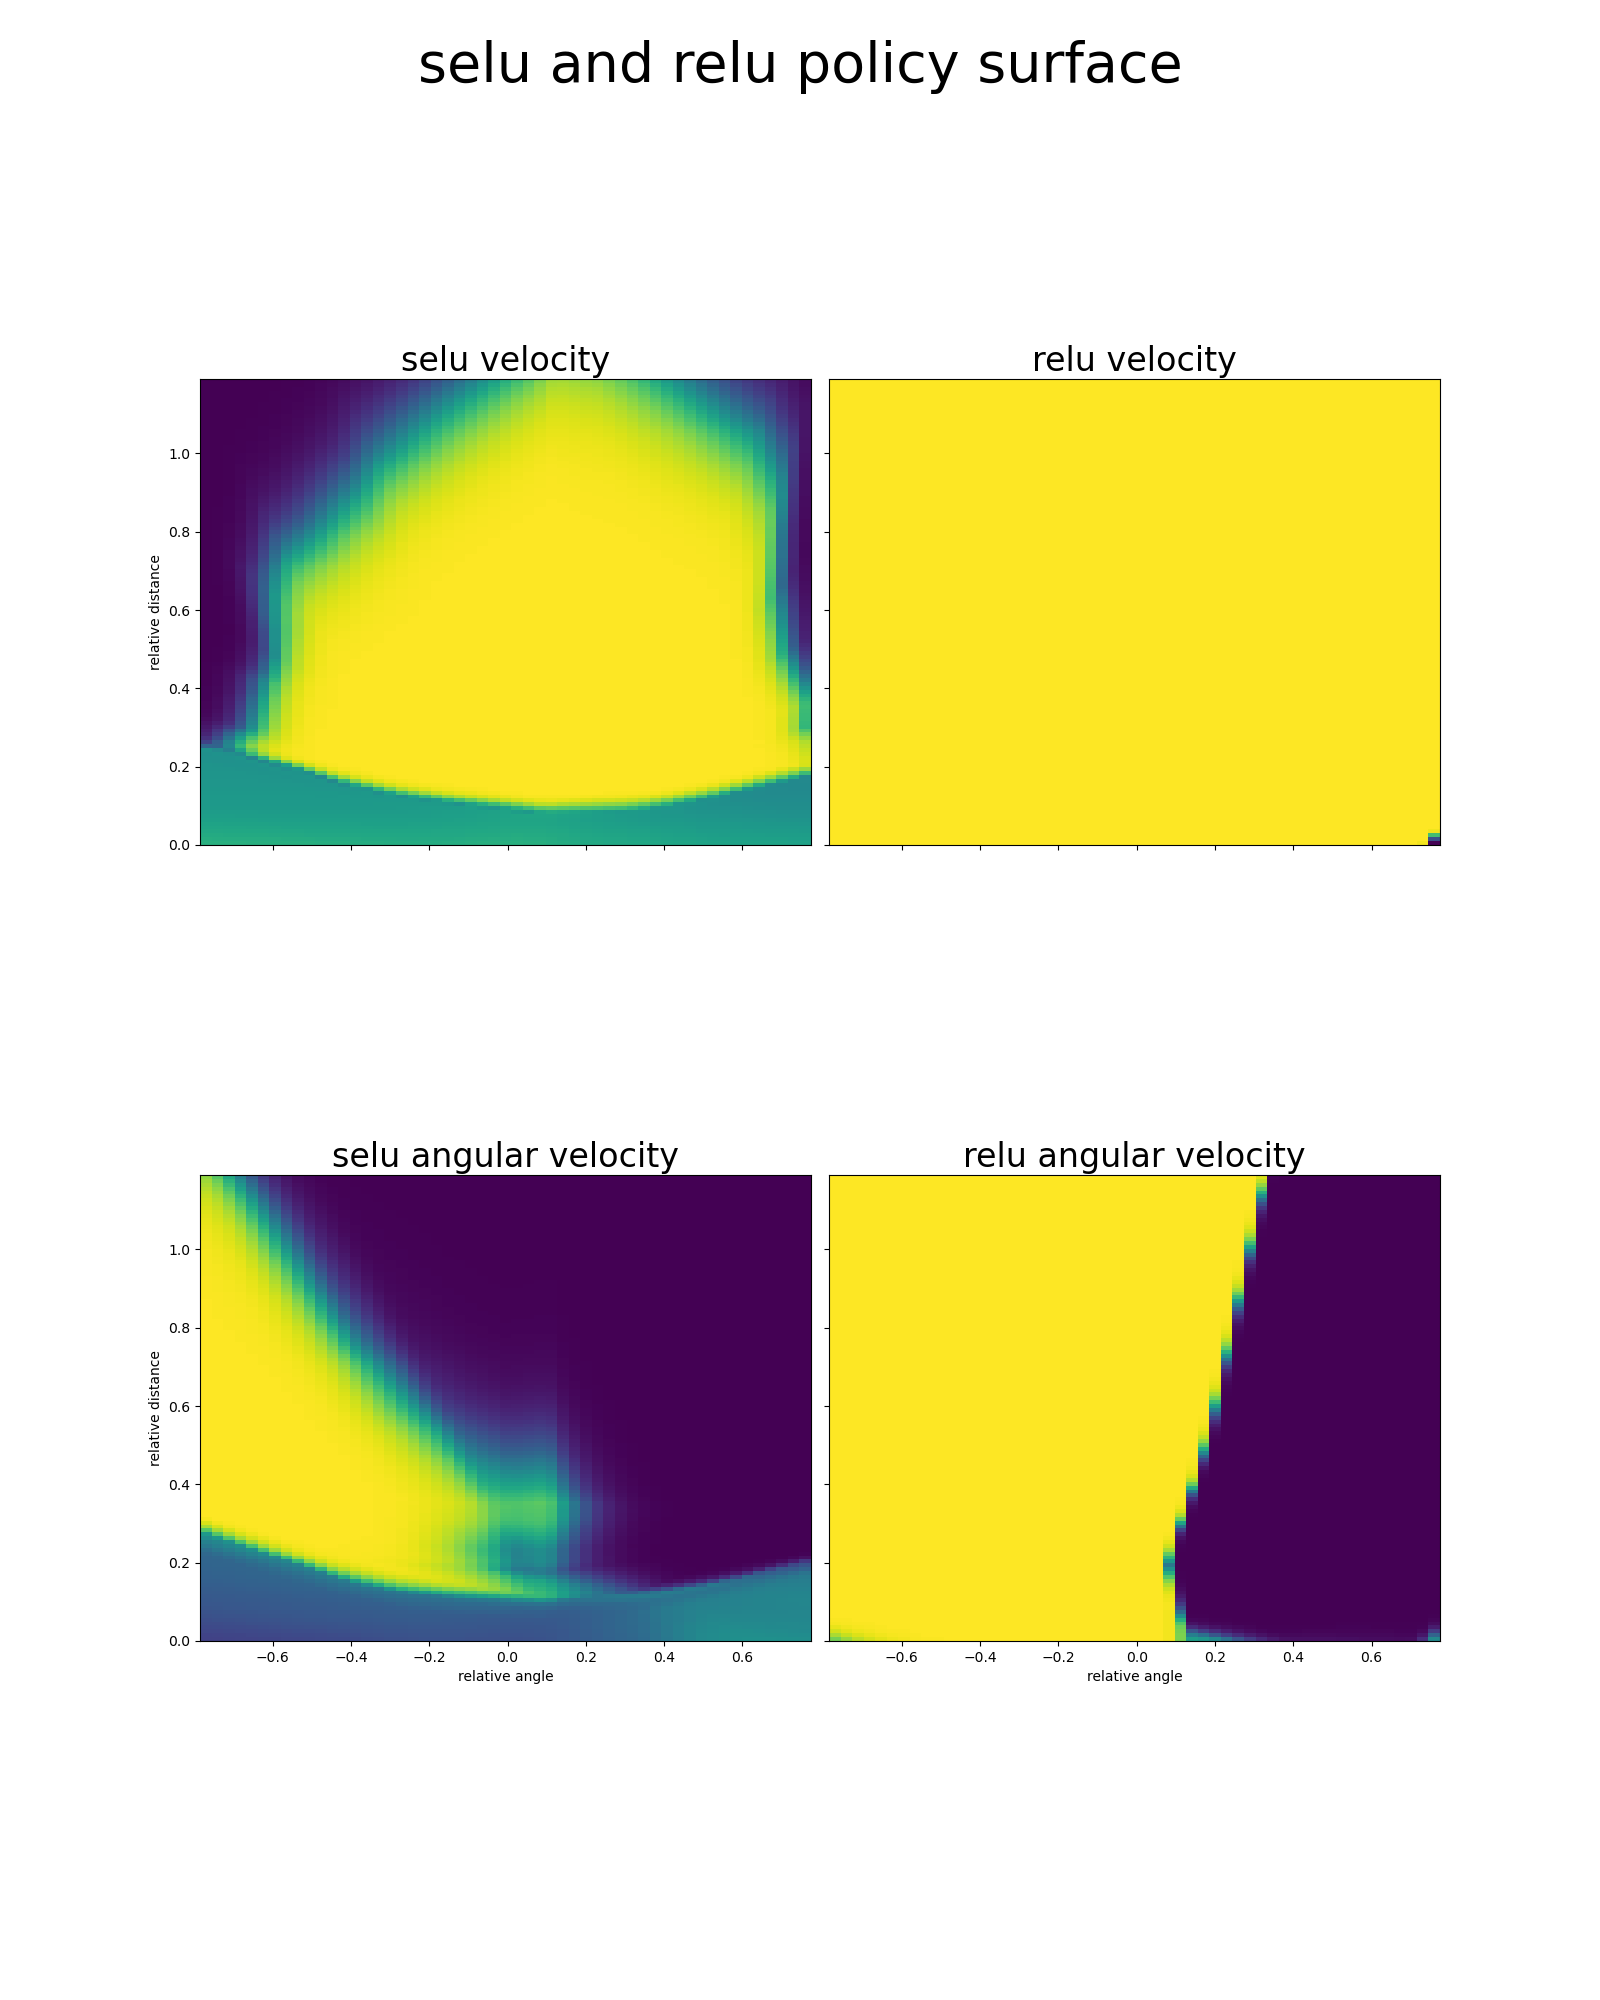 selu and relu policy surface
selu velocity
relu velocity
relative distance
1.0
0.8
0.6
0.4
0.2
0.0
selu angular velocity
relu angular velocity
relative distance
1.0
0.8
0.6
0.4
0.2
0.0
−0.6 −0.4 −0.2 0.0 0.2 0.4 0.6
relative angle
−0.6 −0.4 −0.2 0.0 0.2 0.4 0.6
relative angle